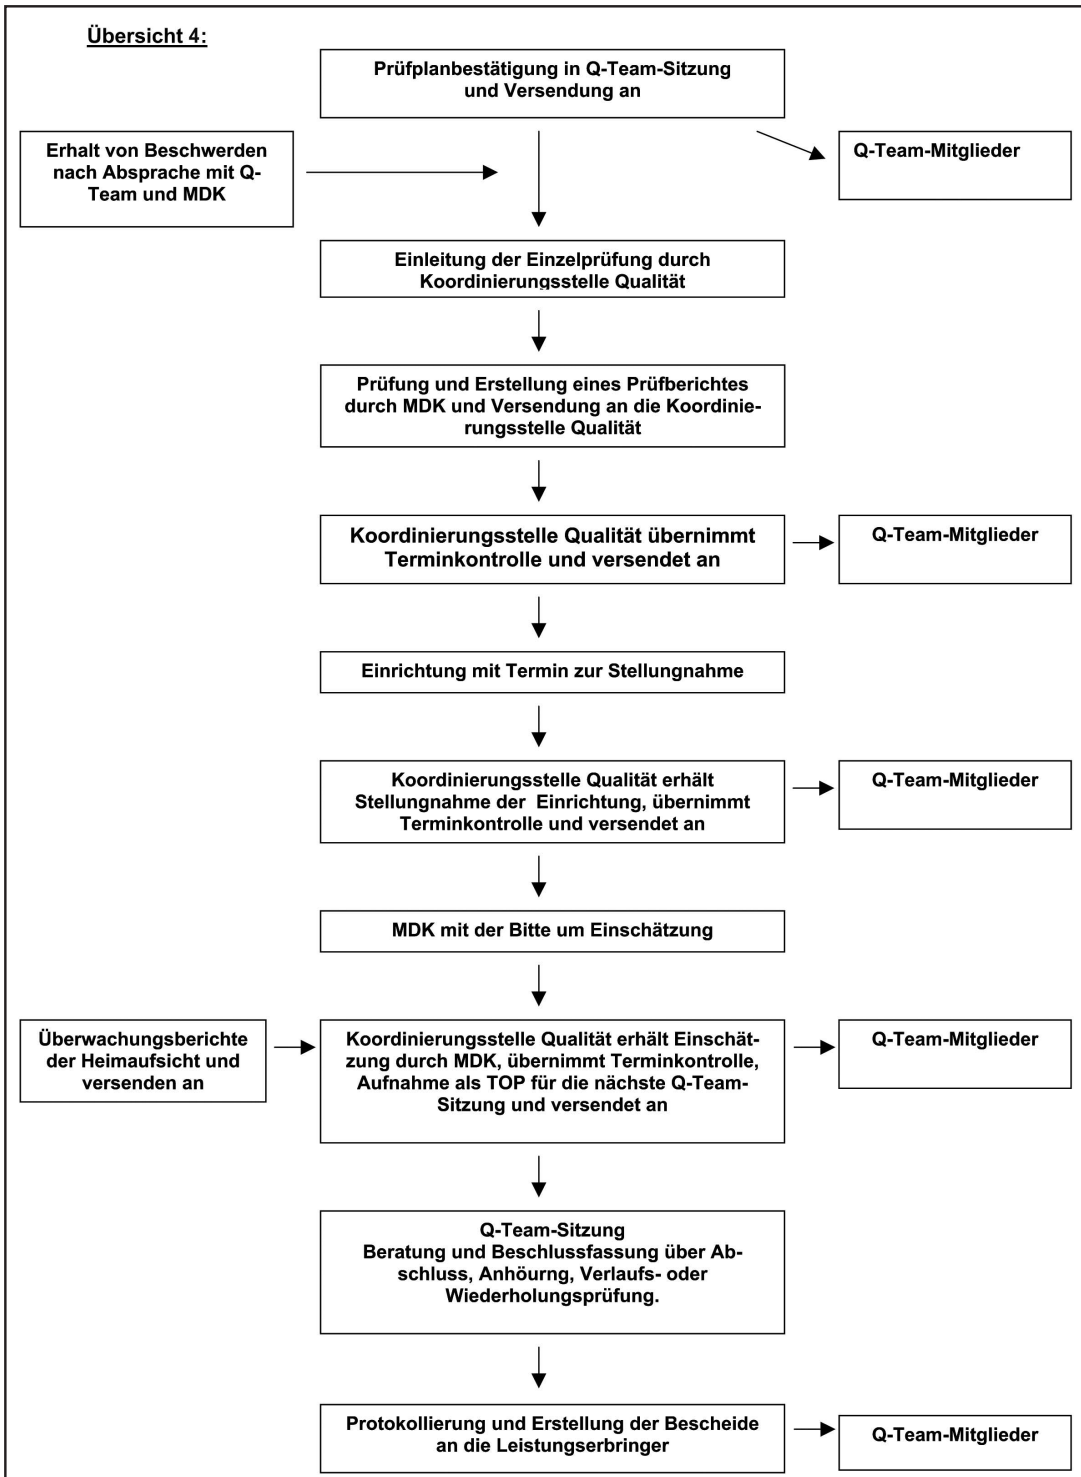 Übersicht 4:
Prüfplanbestätigung in Q-Team-Sitzung
und Versendung an
Erhalt von Beschwerden
nach Absprache mit Q-
Team und MDK
Q-Team-Mitglieder
Einleitung der Einzelprüfung durch
Koordinierungsstelle Qualität
Prüfung und Erstellung eines Prüfberichtes
durch MDK und Versendung an die Koordinie-
rungsstelle Qualität
Koordinierungsstelle Qualität übernimmt
Terminkontrolle und versendet an
Q-Team-Mitglieder
Einrichtung mit Termin zur Stellungnahme
Koordinierungsstelle Qualität erhält
Stellungnahme der Einrichtung, übernimmt
Terminkontrolle und versendet an
Q-Team-Mitglieder
MDK mit der Bitte um Einschätzung
Überwachungsberichte
der Heimaufsicht und
versenden an
Koordinierungsstelle Qualität erhält Einschät-
zung durch MDK, übernimmt Terminkontrolle,
Aufnahme als TOP für die nächste Q-Team-
Sitzung und versendet an
Q-Team-Mitglieder
Q-Team-Sitzung
Beratung und Beschlussfassung über Ab-
schluss, Anhöurng, Verlaufs- oder
Wiederholungsprüfung.
Protokollierung und Erstellung der Bescheide
an die Leistungserbringer
Q-Team-Mitglieder